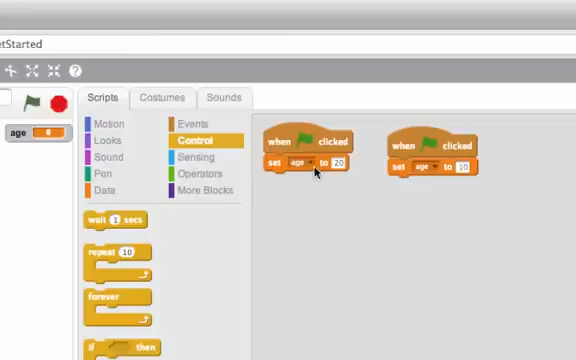 etStarted
Scripts Costumes Sounds
age 6
Motion Events
Looks Control
Sound Sensing
Pen Operators
Data More Blocks
wait 1 secs
repeat 10
forever
if then
when clicked
set age to 20
when clicked
set age to 10